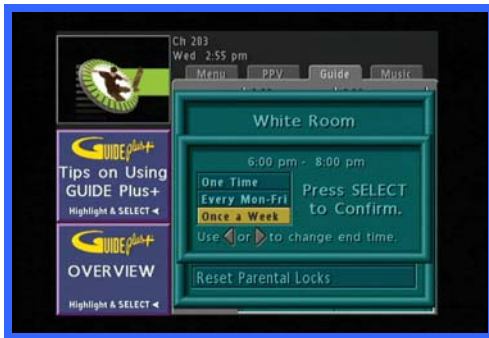 Ch 203
Wed 2:55 pm
Menu PPV Guide Music
White Room
6:00 pm - 8:00 pm
One Time
Every Mon-Fri
Once a Week
Press SELECT
to Confirm.
Use or to change end time.
Reset Parental Locks
GUIDE plus+
Tips on Using
GUIDE Plus+
Highlight & SELECT
GUIDE plus+
OVERVIEW
Highlight & SELECT